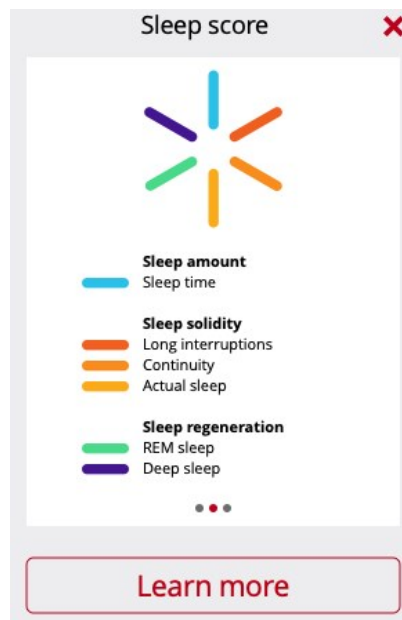 Sleep score
Sleep amount
Sleep time
Sleep solidity
Long interruptions
Continuity
Actual sleep
Sleep regeneration
REM sleep
Deep sleep
Learn more